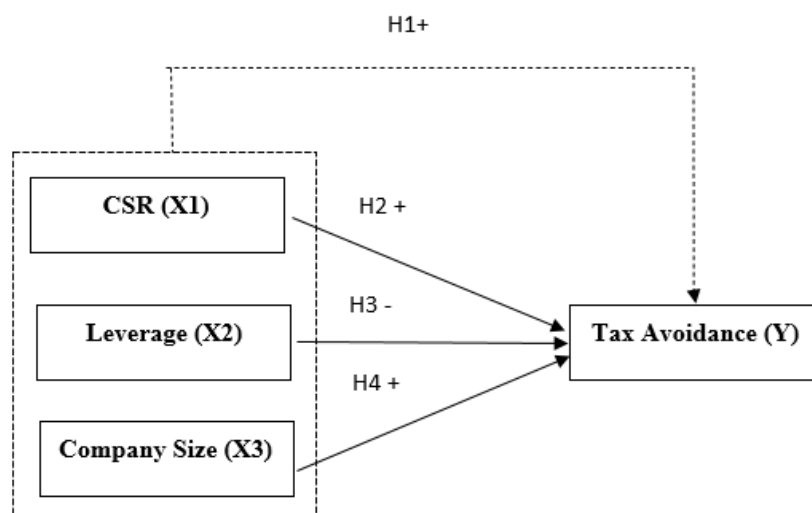 H1+
CSR (X1)
H2 +
Leverage (X2)
H3 -
Tax Avoidance (Y)
H4 +
Company Size (X3)